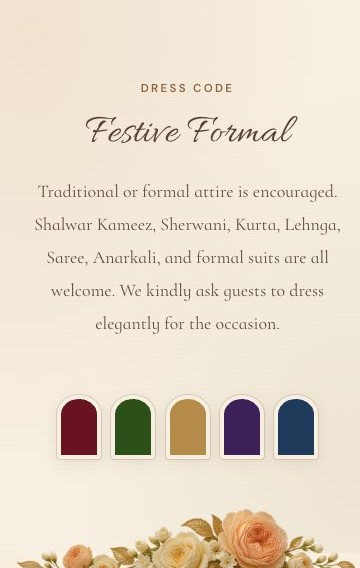 DRESS CODE
Festive Formal
Traditional or formal attire is encouraged.
Shalwar Kameez, Sherwani, Kurta, Lehnga,
Saree, Anarkali, and formal suits are all
welcome. We kindly ask guests to dress
elegantly for the occasion.